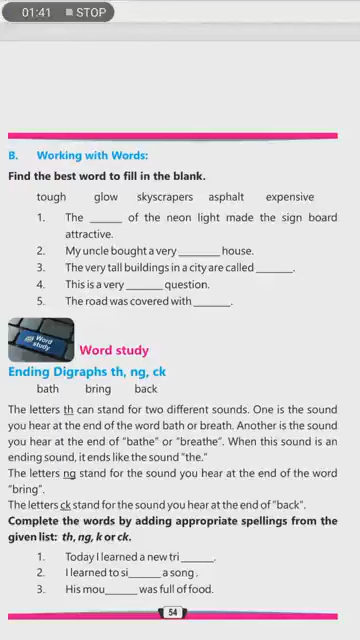 01:41 STOP
B. Working with Words:
Find the best word to fill in the blank.
tough glow skyscrapers asphalt expensive
1. The ______ of the neon light made the sign board
attractive.
2. My uncle bought a very ________ house.
3. The very tall buildings in a city are called _______.
4. This is a very _______ question.
5. The road was covered with _______.
Word
study
Word study
Ending Digraphs th, ng, ck
bath bring back
The letters th can stand for two different sounds. One is the sound
you hear at the end of the word bath or breath. Another is the sound
you hear at the end of "bathe" or "breathe". When this sound is an
ending sound, it ends like the sound "the."
The letters ng stand for the sound you hear at the end of the word
"bring".
The letters ck stand for the sound you hear at the end of "back".
Complete the words by adding appropriate spellings from the
given list: th, ng, k or ck.
1. Today I learned a new tri______.
2. I learned to si______ a song.
3. His mou______ was full of food.
54